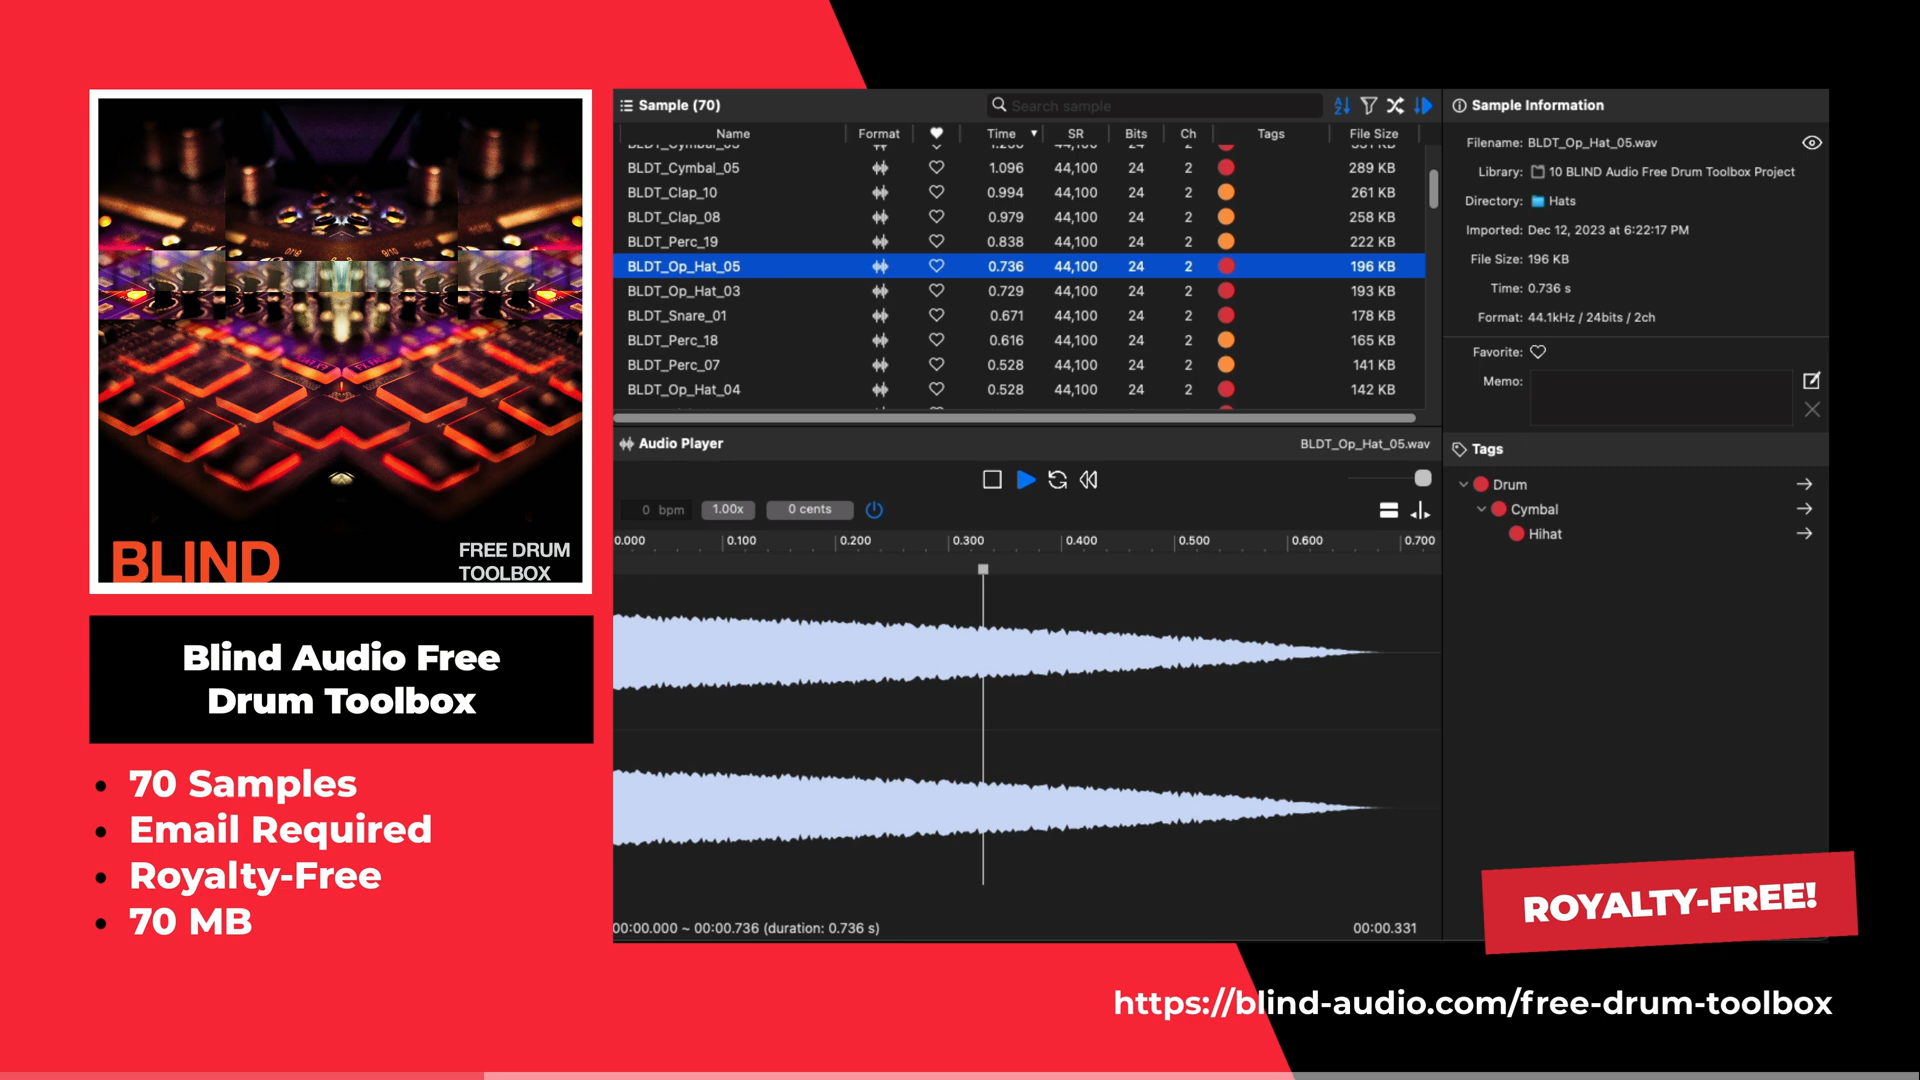 BLIND
FREE DRUM
TOOLBOX
Blind Audio Free
Drum Toolbox
70 Samples
Email Required
Royalty-Free
70 MB
Sample (70)
Search sample
Name Format Time SR Bits Ch Tags File Size
BLDT_Cymbal_05 1.096 44,100 24 2 289 KB
BLDT_Clap_10 0.994 44,100 24 2 261 KB
BLDT_Clap_08 0.979 44,100 24 2 258 KB
BLDT_Perc_19 0.838 44,100 24 2 222 KB
BLDT_Op_Hat_05 0.736 44,100 24 2 196 KB
BLDT_Op_Hat_03 0.729 44,100 24 2 193 KB
BLDT_Snare_01 0.671 44,100 24 2 178 KB
BLDT_Perc_18 0.616 44,100 24 2 165 KB
BLDT_Perc_07 0.528 44,100 24 2 141 KB
BLDT_Op_Hat_04 0.528 44,100 24 2 142 KB
Audio Player BLDT_Op_Hat_05.wav
0 bpm 1.00x 0 cents
0.000 0.100 0.200 0.300 0.400 0.500 0.600 0.700
00:00.000 ~ 00:00.736 (duration: 0.736 s) 00:00.331
Sample Information
Filename: BLDT_Op_Hat_05.wav
Library: 10 BLIND Audio Free Drum Toolbox Project
Directory: Hats
Imported: Dec 12, 2023 at 6:22:17 PM
File Size: 196 KB
Time: 0.736 s
Format: 44.1kHz / 24bits / 2ch
Favorite:
Memo:
Tags
Drum
Cymbal
Hihat
ROYALTY-FREE!
https://blind-audio.com/free-drum-toolbox